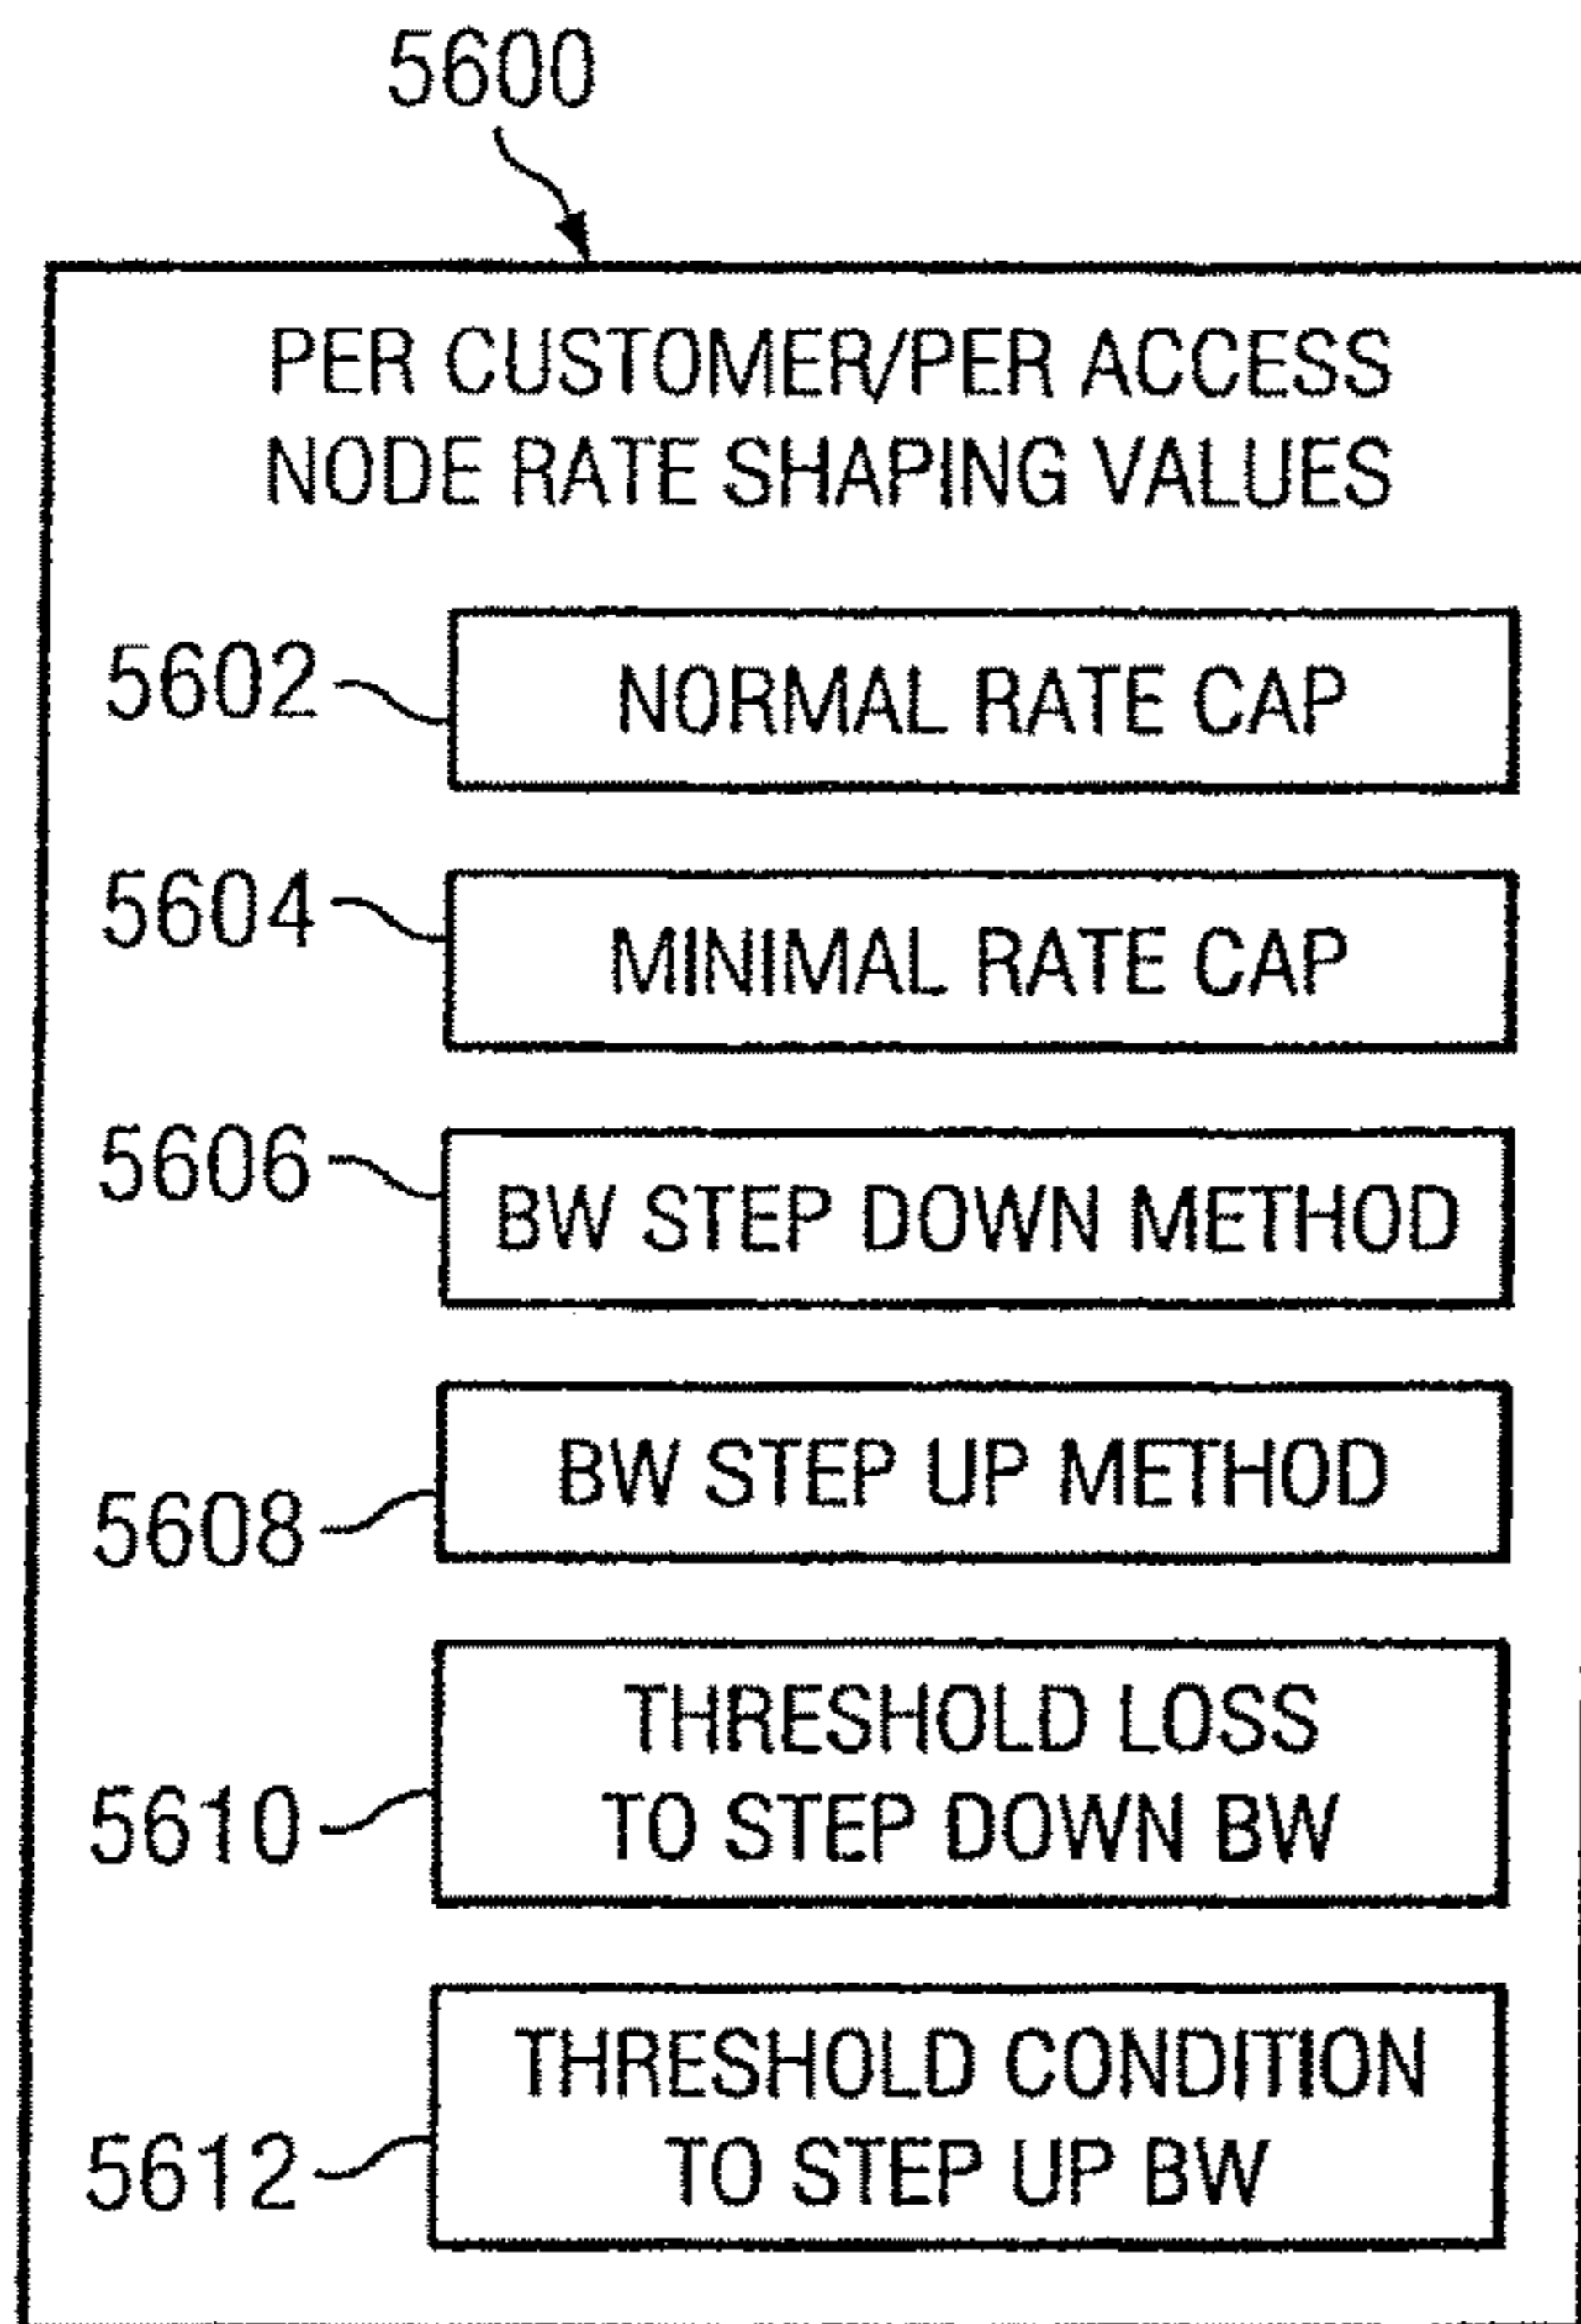 5600
PER CUSTOMER/PER ACCESS
NODE RATE SHAPING VALUES
5602
NORMAL RATE CAP
5604
MINIMAL RATE CAP
5606
BW STEP DOWN METHOD
BW STEP UP METHOD
5608
THRESHOLD LOSS
5610
TO STEP DOWN BW
THRESHOLD CONDITION
5612
TO STEP UP BW